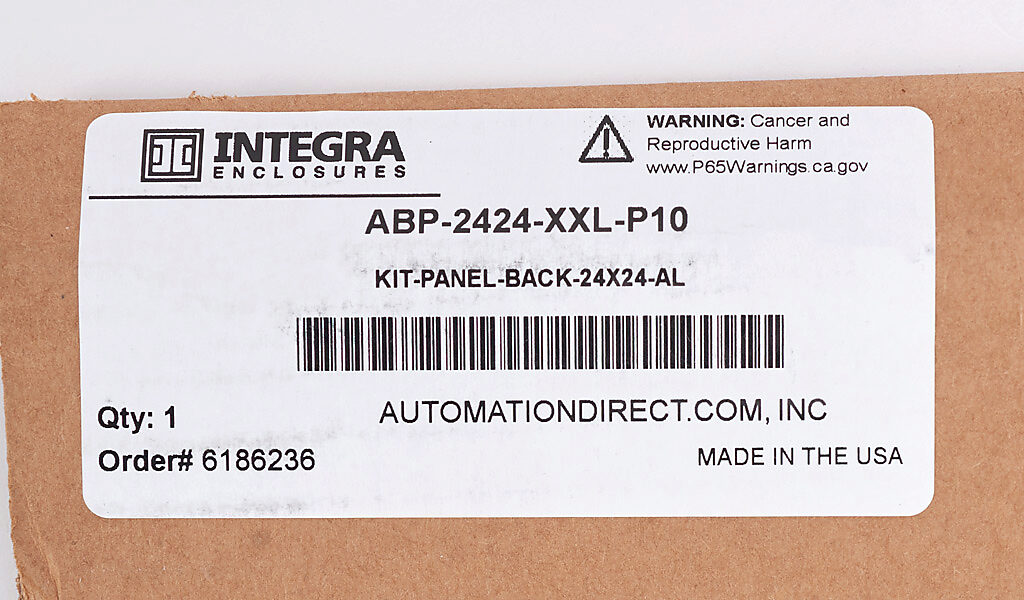 INTEGRA
ENCLOSURES
WARNING: Cancer and
Reproductive Harm
www.P65Warnings.ca.gov
ABP-2424-XXL-P10
KIT-PANEL-BACK-24X24-AL
AUTOMATIONDIRECT.COM, INC
Qty: 1
Order# 6186236
MADE IN THE USA